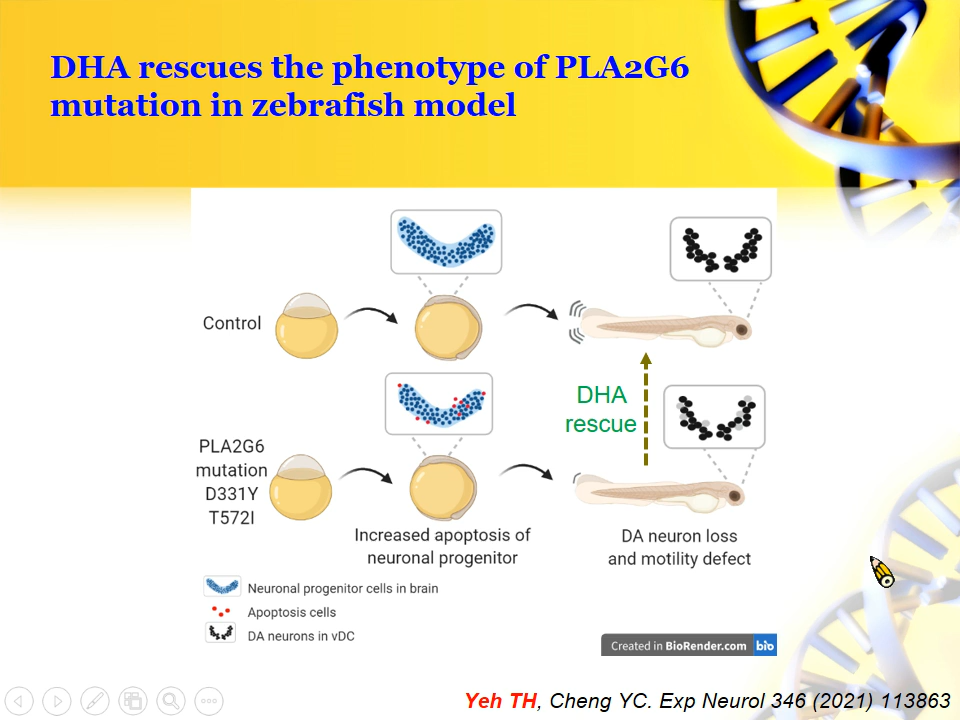 DHA rescues the phenotype of PLA2G6
mutation in zebrafish model
Control
DHA
rescue
PLA2G6
mutation
D331Y
T572I
Increased apoptosis of
neuronal progenitor
DA neuron loss
and motility defect
Neuronal progenitor cells in brain
Apoptosis cells
DA neurons in vDC
Created in BioRender.com bio
Yeh TH, Cheng YC. Exp Neurol 346 (2021) 113863